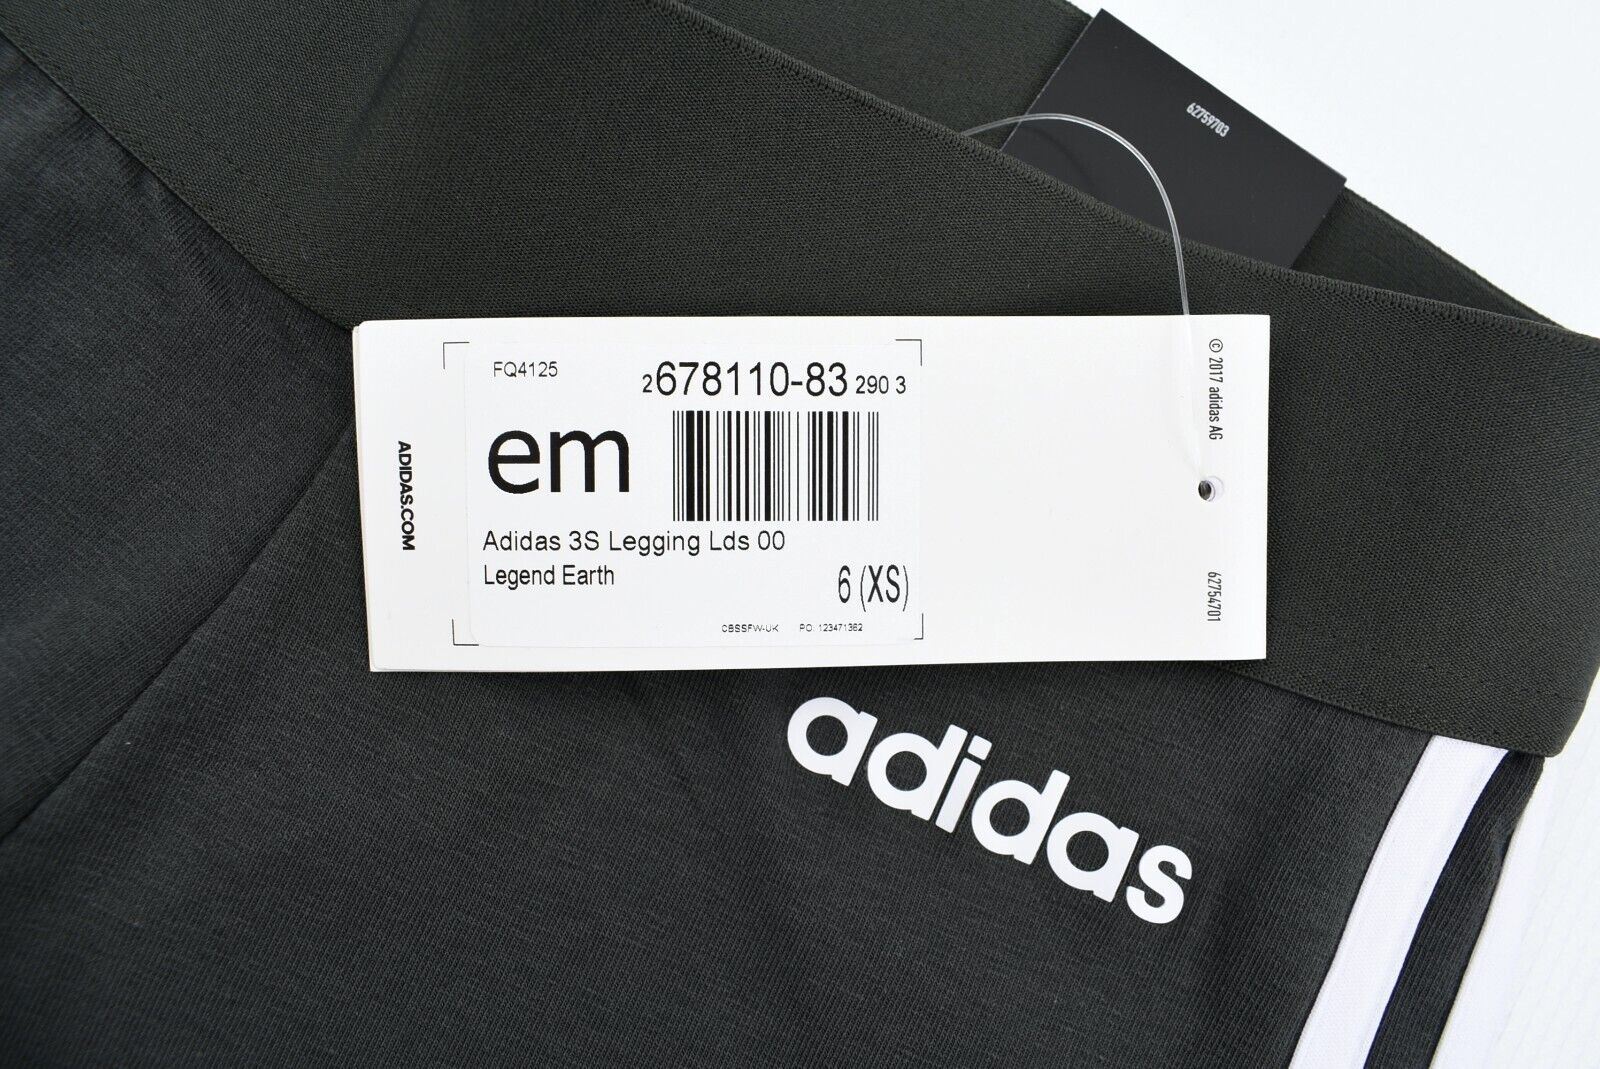 62759703
© 2017 adidas AG
FQ4125
2678110-83 290 3
em
ADIDAS.COM
Adidas 3S Legging Lds 00
Legend Earth
6 (XS)
62754701
CBSSFW-UK PO: 123471362
adidas